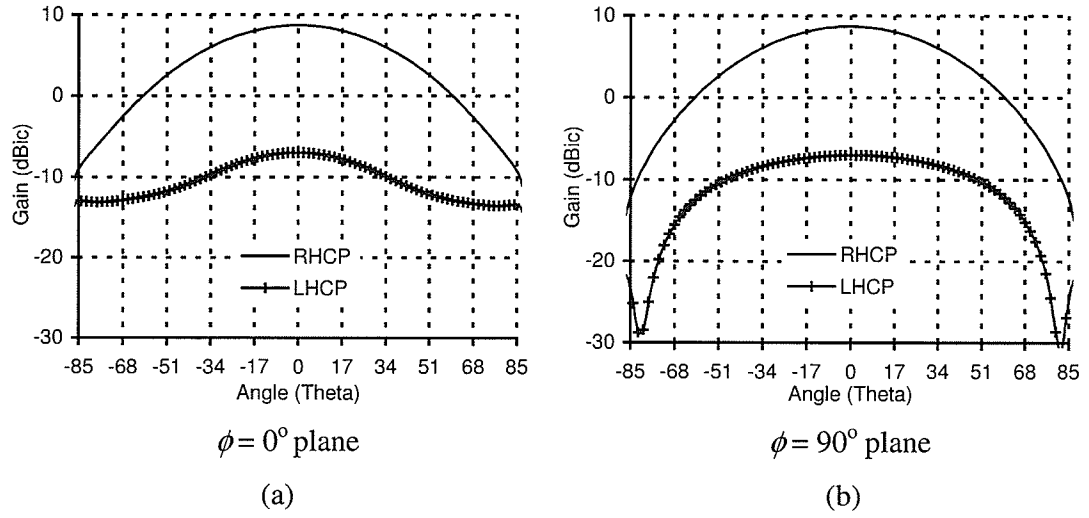 10
0
-10
-20
-30
Gain (dBic)
RHCP
LHCP
-85 -68 -51 -34 -17 0 17 34 51 68 85
Angle (Theta)
ϕ = 0° plane
(a)
10
0
-10
-20
-30
Gain (dBic)
RHCP
LHCP
-85 -68 -51 -34 -17 0 17 34 51 68 85
Angle (Theta)
ϕ = 90° plane
(b)